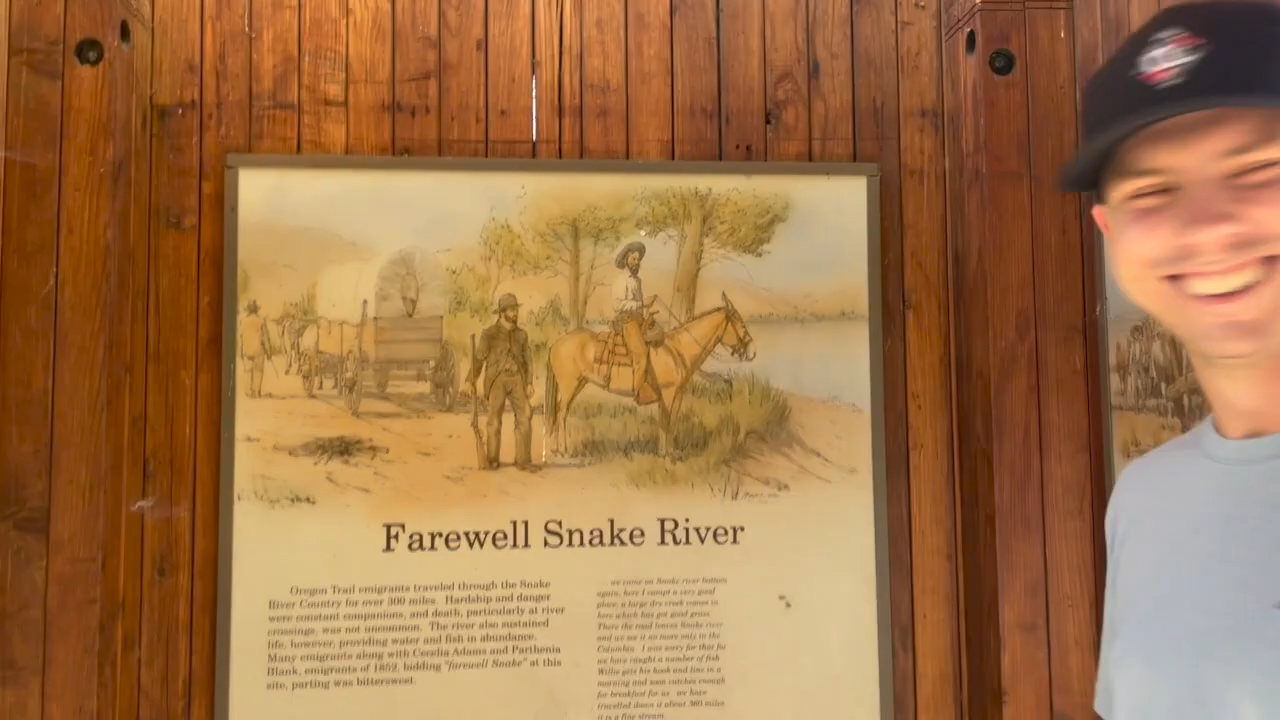 Farewell Snake River
Oregon Trail emigrants traveled through the Snake
River Country for over 300 miles. Hardship and danger
were constant companions, and death, particularly at river
crossings, was not uncommon. The river also sustained
life, however, providing water and fish in abundance.
Many emigrants along with Cecelia Adams and Parthenia
Blank, emigrants of 1852, bidding "farewell Snake" at this
site, parting was bittersweet.
... we came on Snake river bottom
again, here I campt a very good
place, a large dry creek comes in
here which has got good grass.
There the road leaves Snake river
and we see it no more only in the
Columbia. I was sorry for that for
we have caught a number of fish
Willie gets his hook and line in a
morning and soon catches enough
for breakfast for us we have
travelled down it about 360 miles
it is a fine stream.